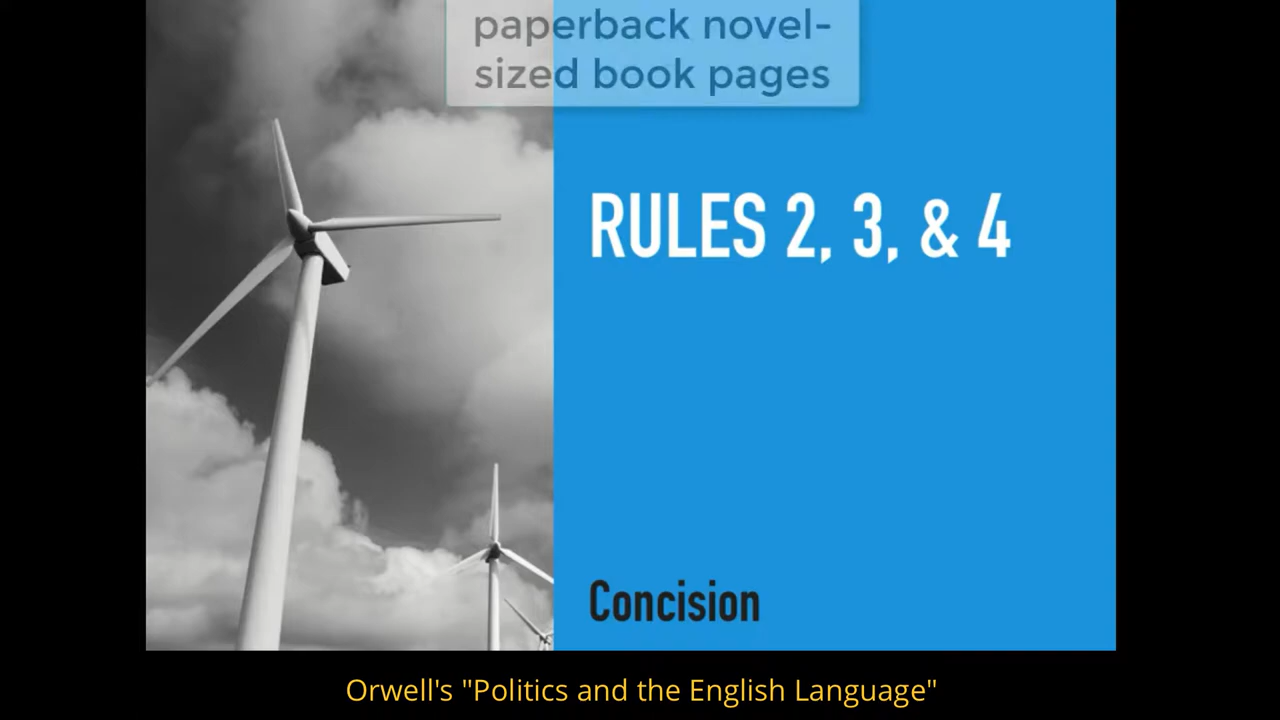 paperback novel-
sized book pages
RULES 2, 3, & 4
Concision
Orwell's "Politics and the English Language"